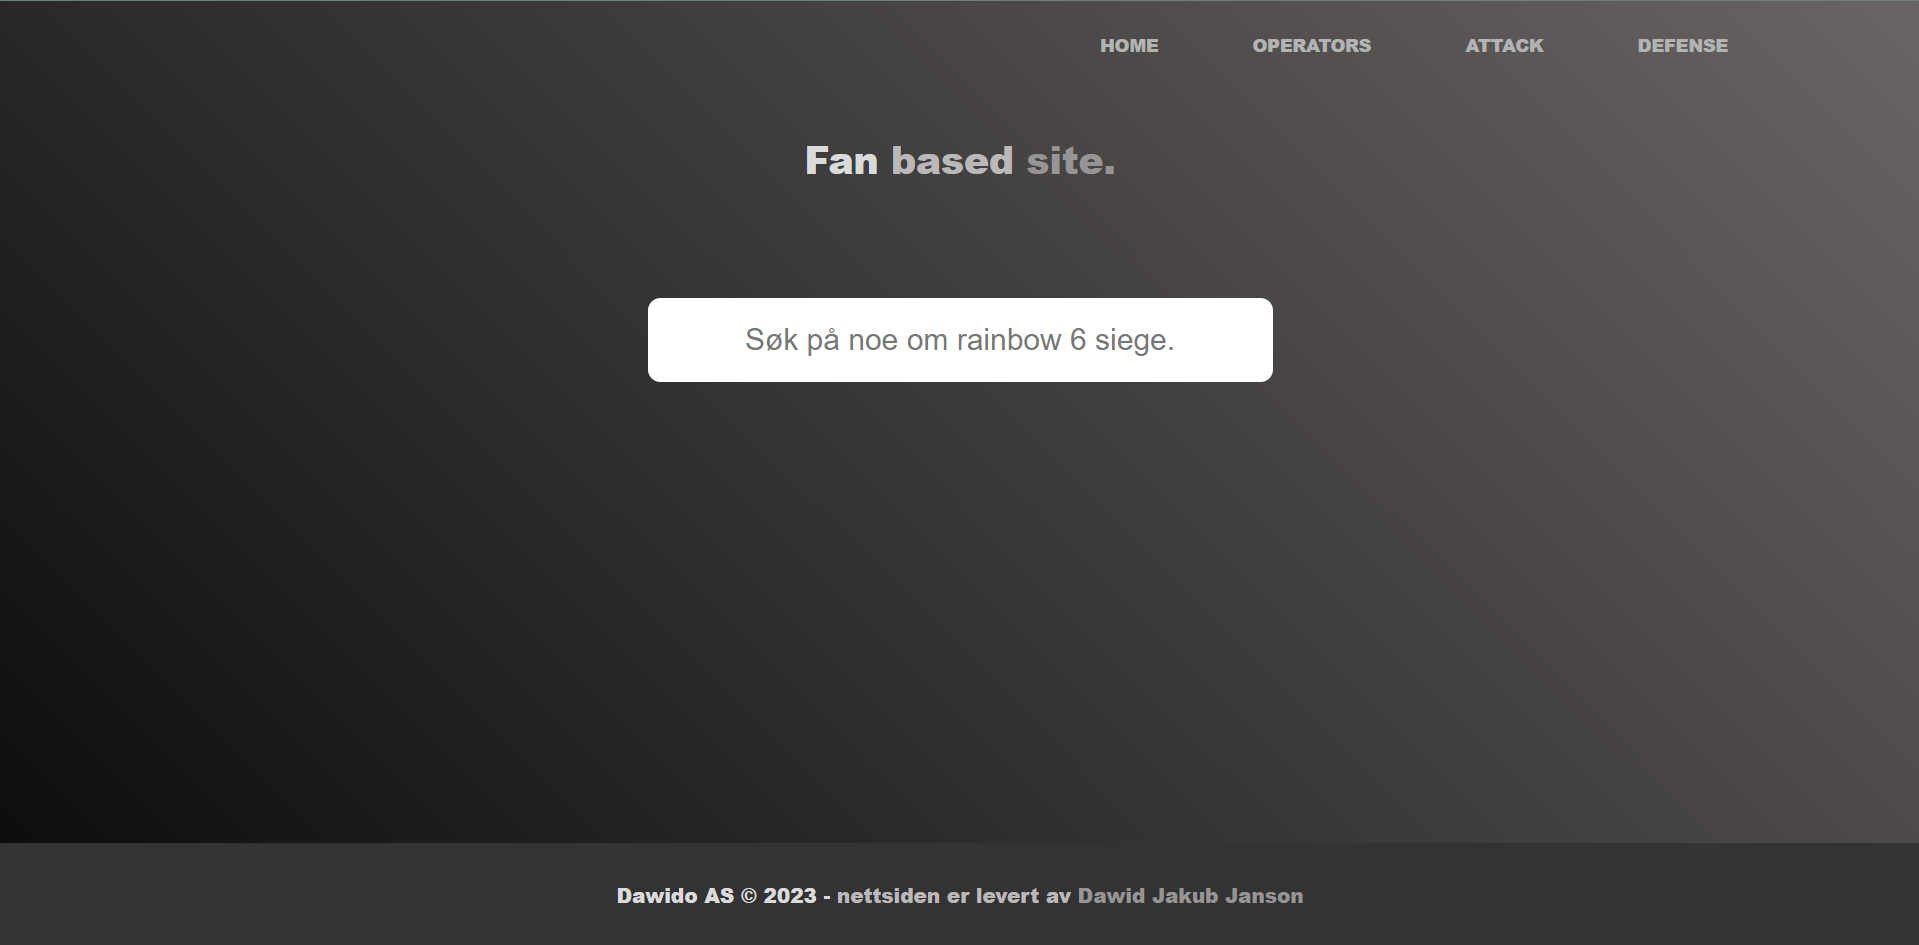 HOME OPERATORS ATTACK DEFENSE
Fan based site.
Søk på noe om rainbow 6 siege.
Dawido AS © 2023 - nettsiden er levert av Dawid Jakub Janson